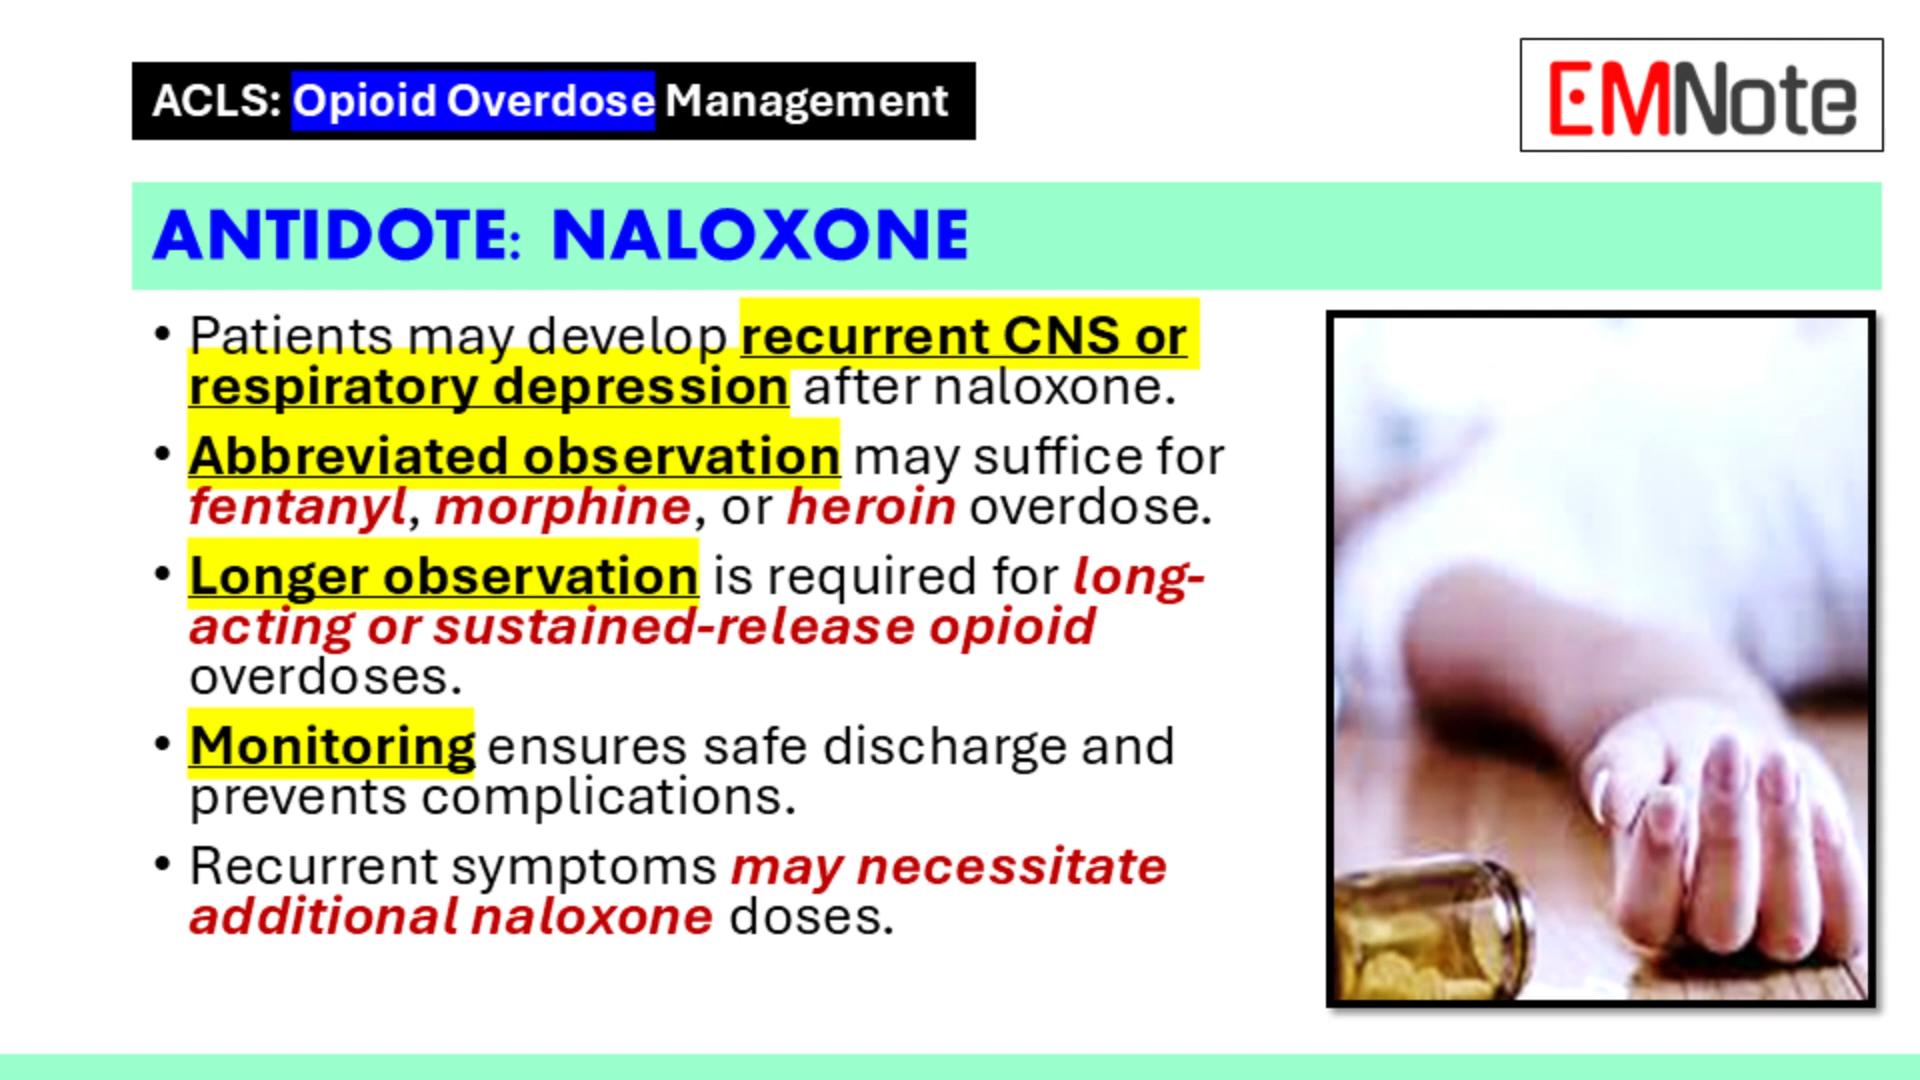 ACLS: Opioid Overdose Management
EMNote
ANTIDOTE: NALOXONE
• Patients may develop recurrent CNS or
respiratory depression after naloxone.
• Abbreviated observation may suffice for
fentanyl, morphine, or heroin overdose.
• Longer observation is required for long-
acting or sustained-release opioid
overdoses.
• Monitoring ensures safe discharge and
prevents complications.
• Recurrent symptoms may necessitate
additional naloxone doses.